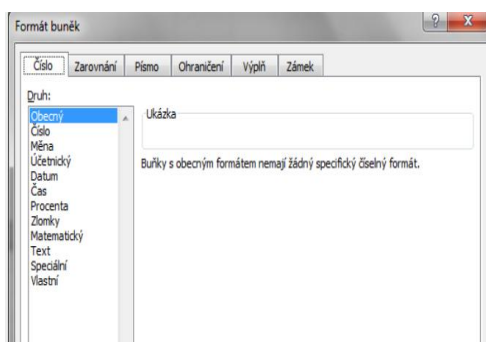 Formát buněk
Číslo Zarovnání Písmo Ohraničení Výplň Zámek
Druh:
Obecný
Číslo
Měna
Účetnický
Datum
Čas
Procenta
Zlomky
Matematický
Text
Speciální
Vlastní
Ukázka
Buňky s obecným formátem nemají žádný specifický číselný formát.